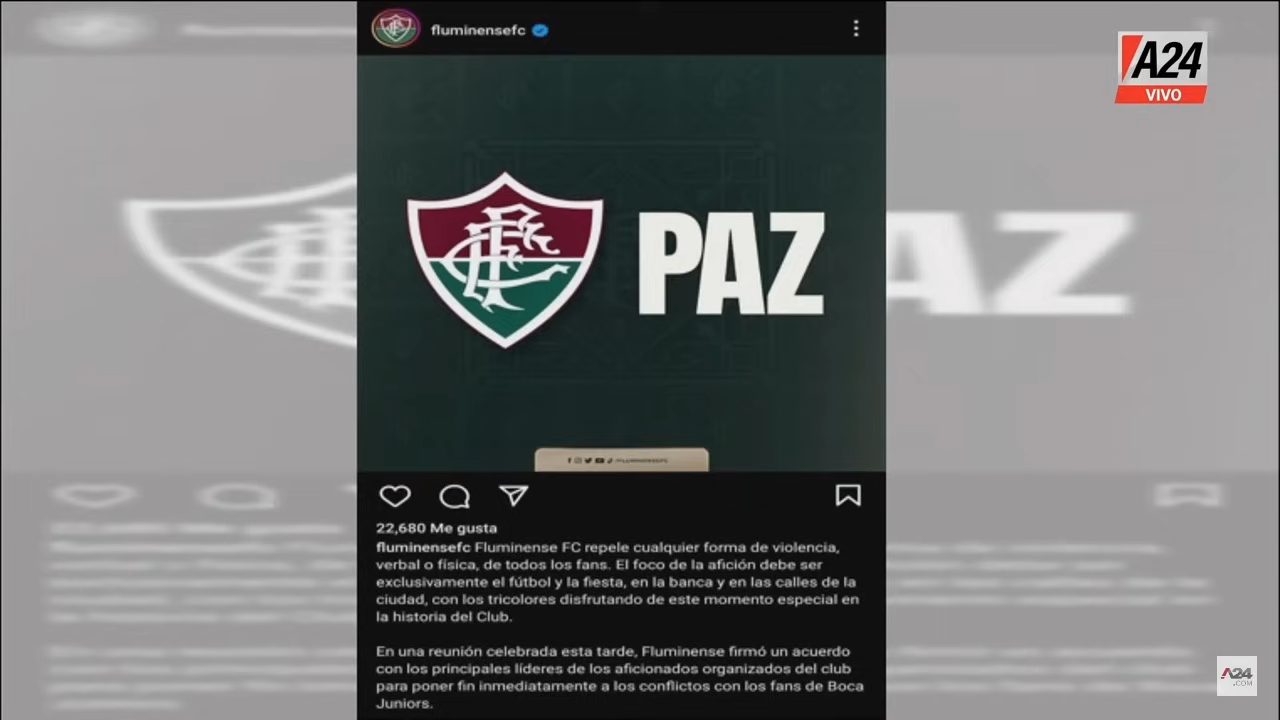 fluminensefc
A24
VIVO
PAZ
22,680 Me gusta
fluminensefc Fluminense FC repele cualquier forma de violencia,
verbal o física, de todos los fans. El foco de la afición debe ser
exclusivamente el fútbol y la fiesta, en la banca y en las calles de la
ciudad, con los tricolores disfrutando de este momento especial en
la historia del Club.
En una reunión celebrada esta tarde, Fluminense firmó un acuerdo
con los principales líderes de los aficionados organizados del club
para poner fin inmediatamente a los conflictos con los fans de Boca
Juniors.
A24
.COM